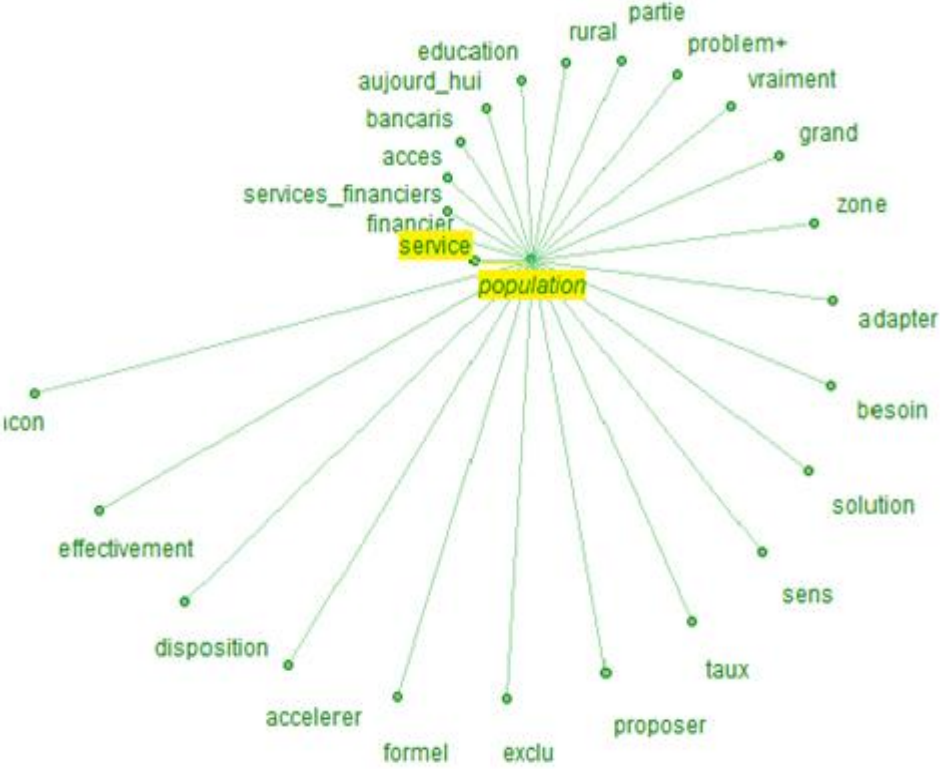 partie
rural
problem+
education
vraiment
aujourd_hui
bancaris
grand
acces
services_financiers
zone
financier
service
population
adapter
besoin
icon
solution
effectivement
sens
disposition
taux
accelerer
proposer
formel
exclu